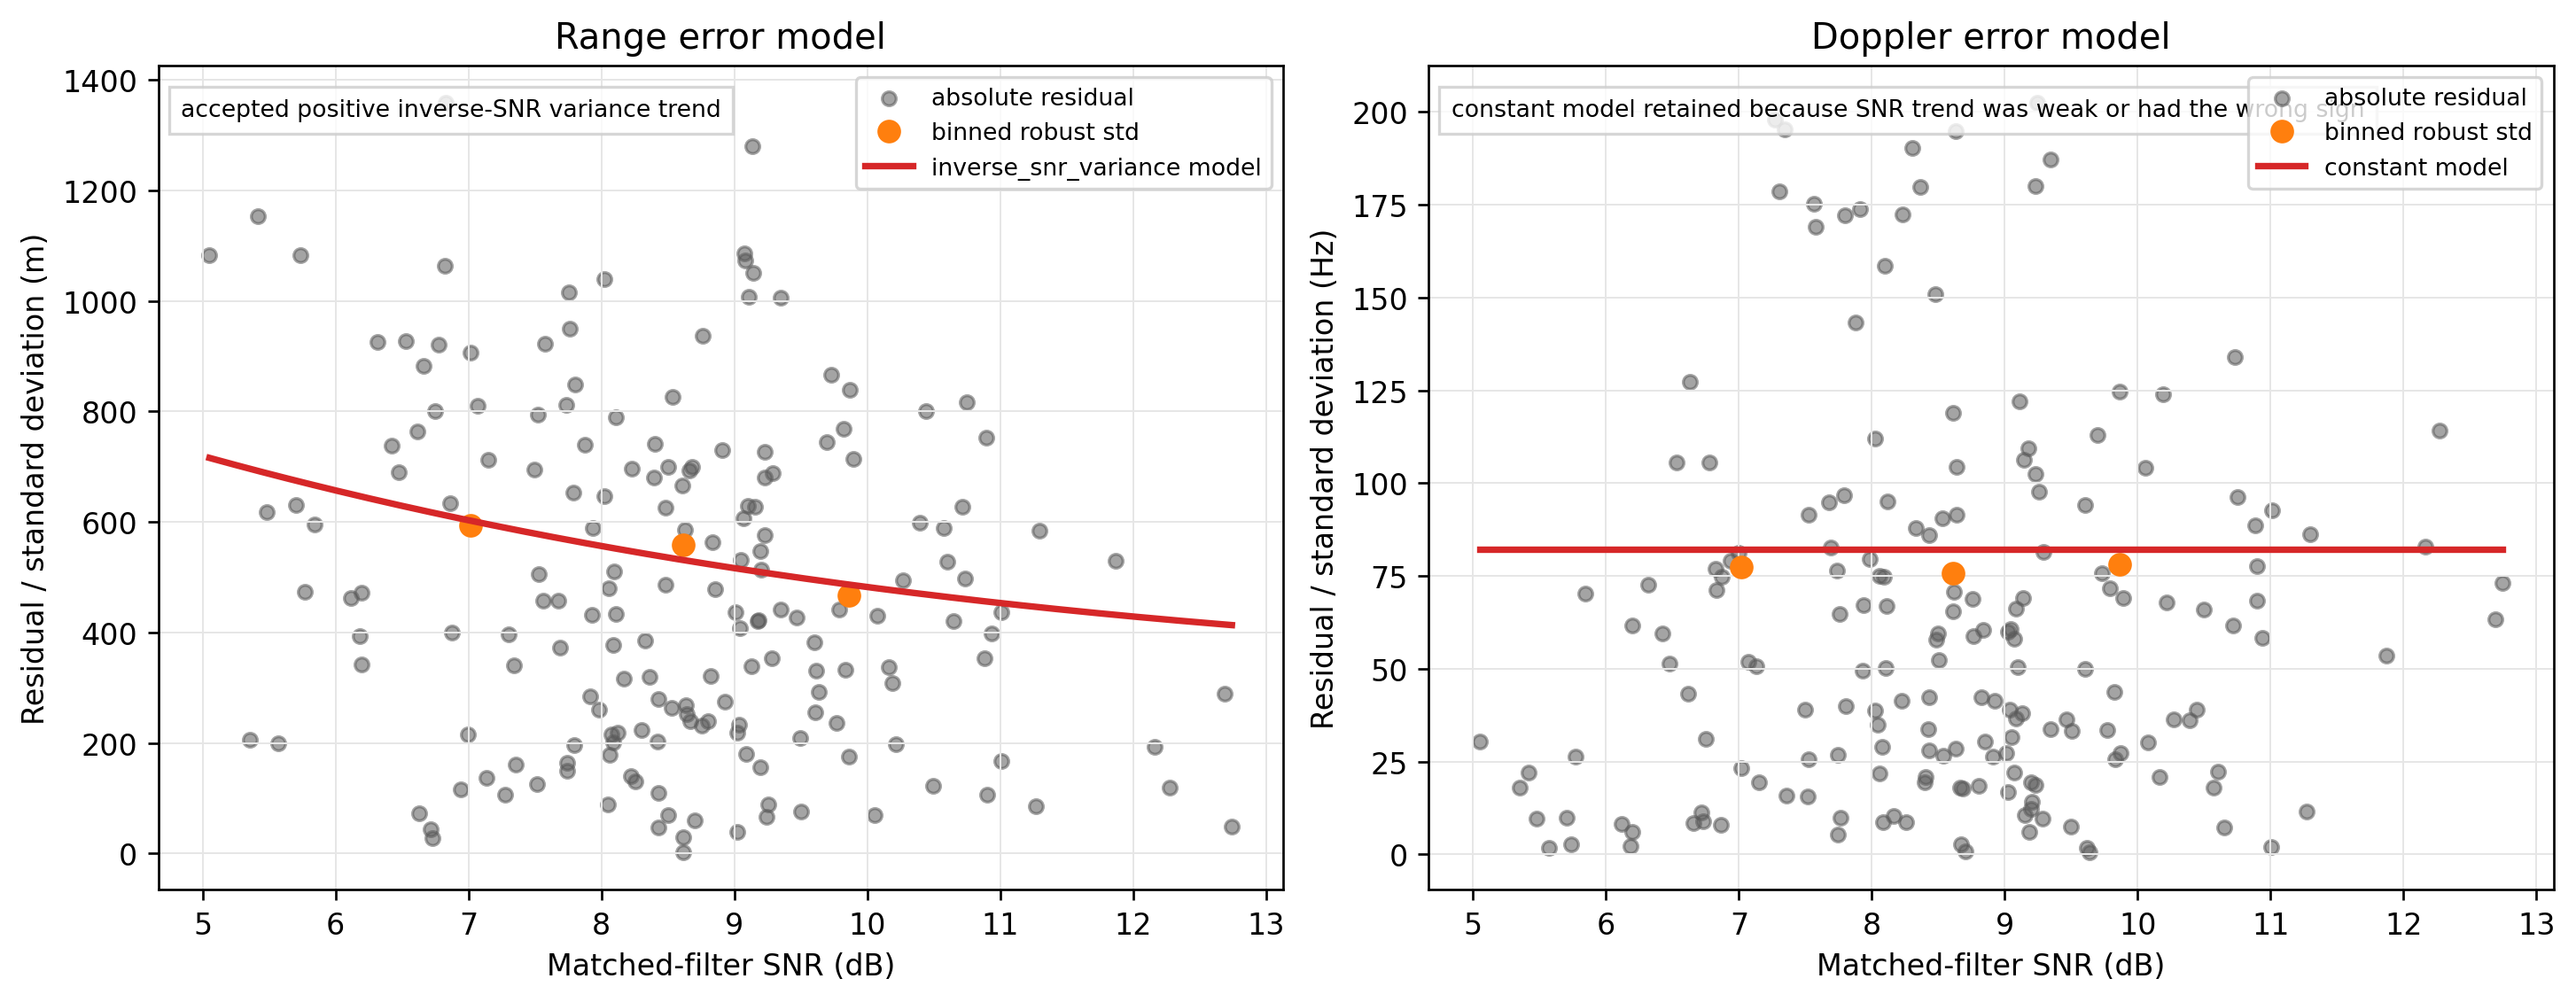 Range error model
accepted positive inverse-SNR variance trend
absolute residual
binned robust std
inverse_snr_variance model
1400
1200
1000
800
600
400
200
0
Residual / standard deviation (m)
5 6 7 8 9 10 11 12 13
Matched-filter SNR (dB)
Doppler error model
constant model retained because SNR trend was weak or had the wrong sign
absolute residual
binned robust std
constant model
200
175
150
125
100
75
50
25
0
Residual / standard deviation (Hz)
5 6 7 8 9 10 11 12 13
Matched-filter SNR (dB)